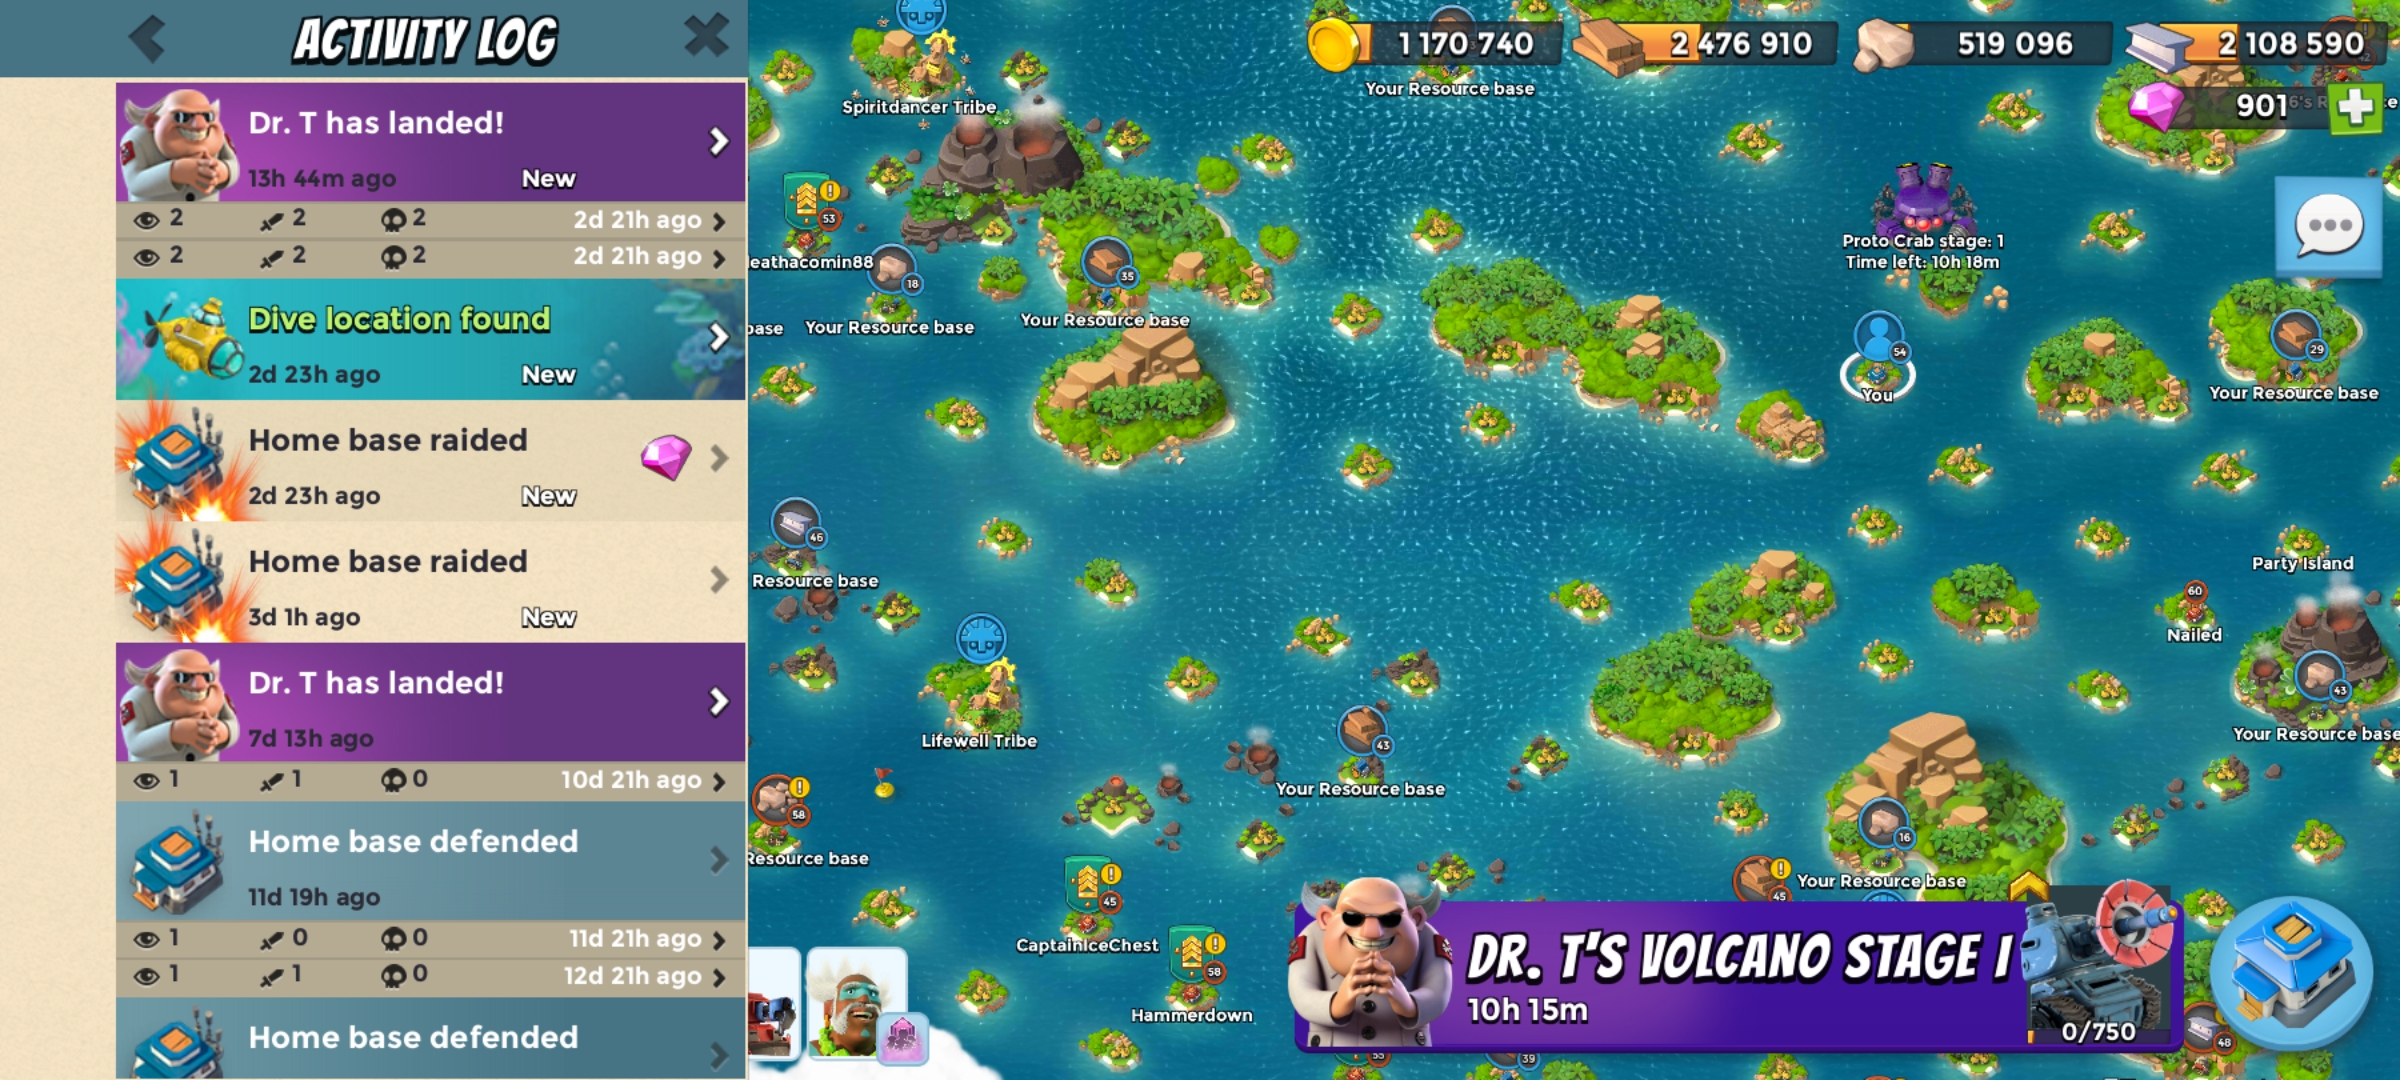 ACTIVITY LOG
Dr. T has landed!
13h 44m ago New
2 2 2 2d 21h ago
2 2 2 2d 21h ago
Dive location found
2d 23h ago New
Home base raided
2d 23h ago New
Home base raided
3d 1h ago New
Dr. T has landed!
7d 13h ago
1 1 0 10d 21h ago
Home base defended
11d 19h ago
1 0 0 11d 21h ago
1 1 0 12d 21h ago
Home base defended
1 170 740 2 476 910 519 096 2 108 590
901
Your Resource base
Spiritdancer Tribe
53
eathacomin88
18
Your Resource base
base
35
Your Resource base
Proto Crab stage: 1
Time left: 10h 18m
54
You
29
Your Resource base
46
Resource base
Party Island
60
Nailed
43
Your Resource base
Lifewell Tribe
43
Your Resource base
58
Resource base
16
Your Resource base
45
45
CaptainIceChest
58
Hammerdown
DR. T'S VOLCANO STAGE I
10h 15m
0/750
39
48